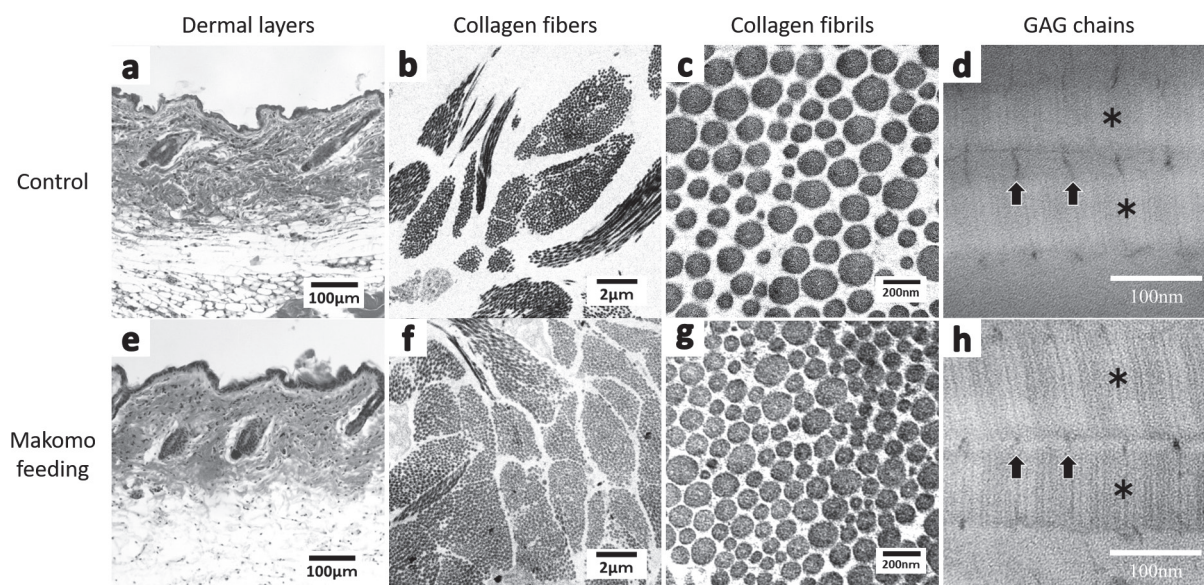 Dermal layers
Collagen fibers
Collagen fibrils
GAG chains
Control
a
b
c
d
*
*
100µm
2µm
200nm
100nm
Makomo
feeding
e
f
g
h
*
*
100µm
2µm
200nm
100nm